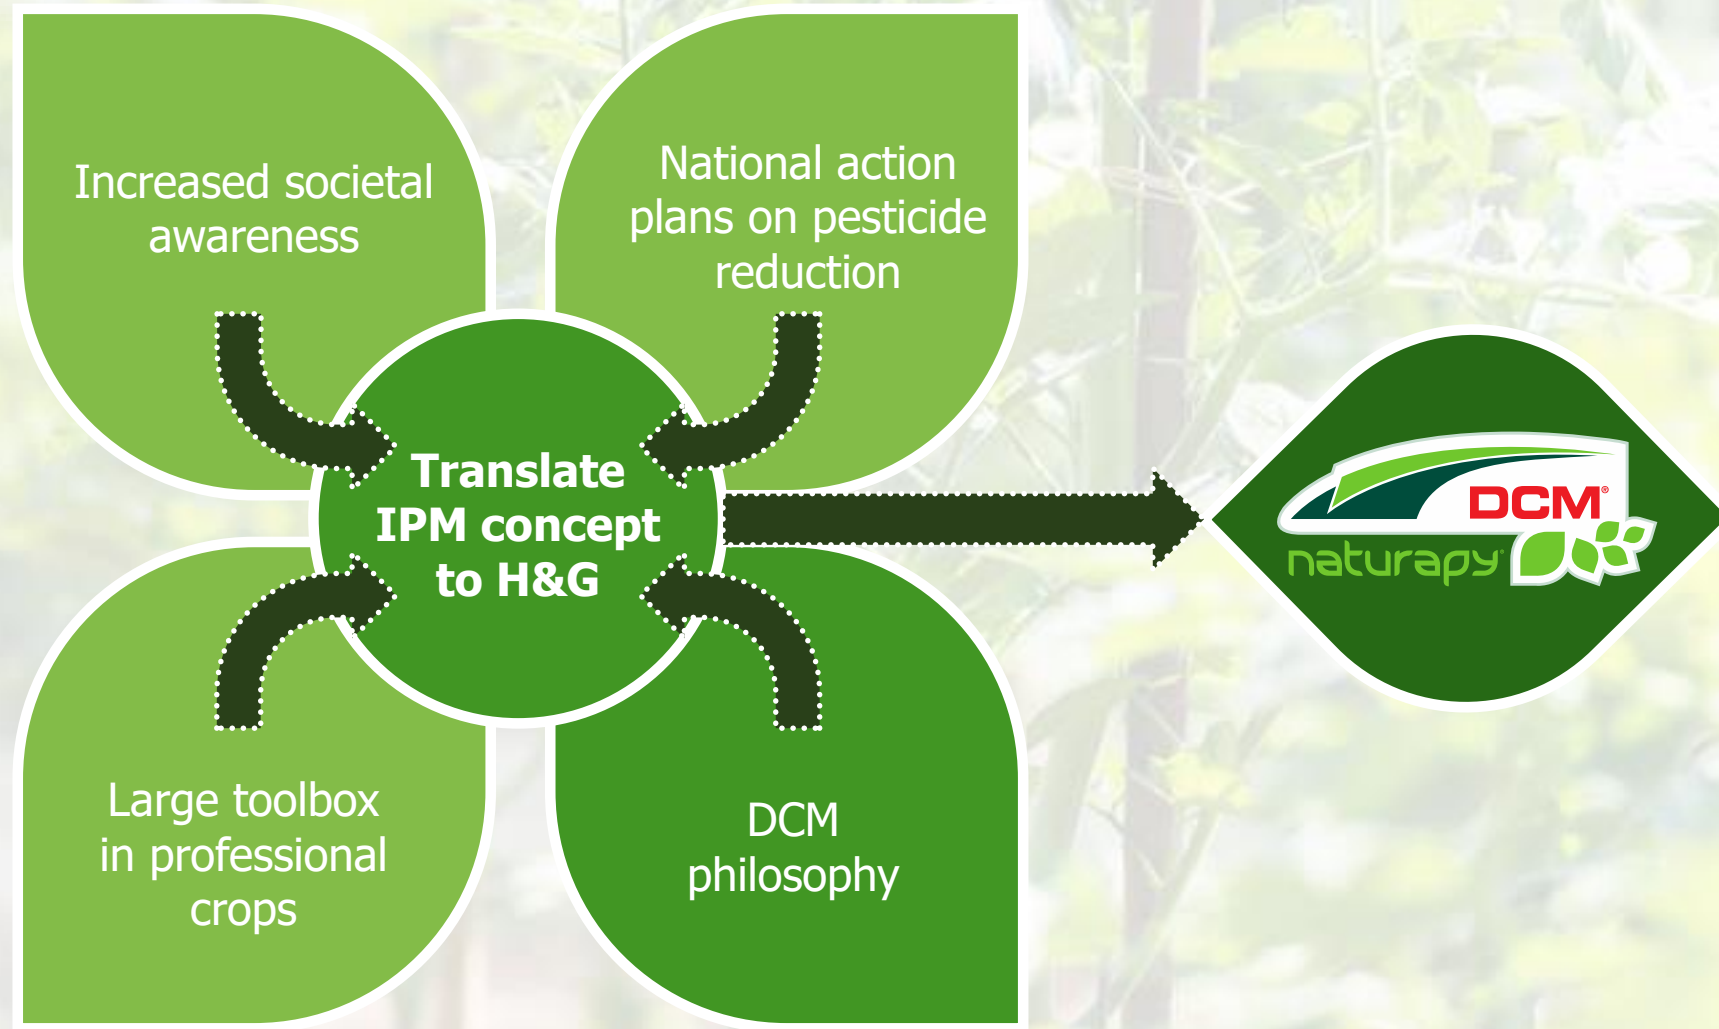 Increased societal
awareness
National action
plans on pesticide
reduction
Translate
IPM concept
to H&G
DCM®
naturapy
Large toolbox
in professional
crops
DCM
philosophy